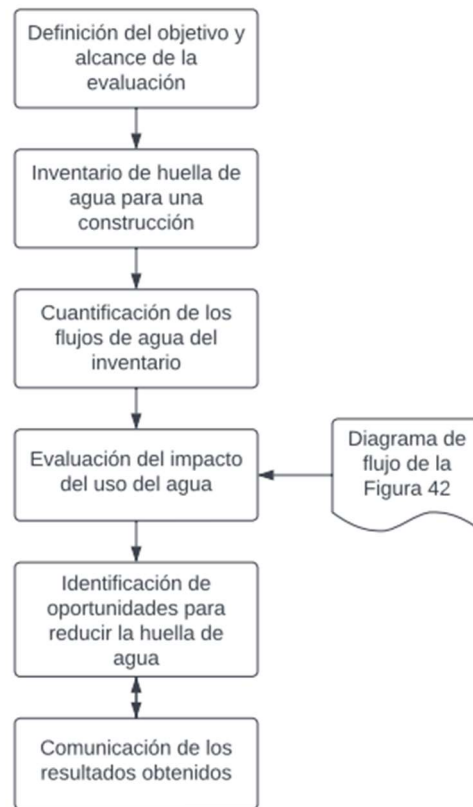 Definición del objetivo y
alcance de la
evaluación
Inventario de huella de
agua para una
construcción
Cuantificación de los
flujos de agua del
inventario
Evaluación del impacto
del uso del agua
Diagrama de
flujo de la
Figura 42
Identificación de
oportunidades para
reducir la huella de
agua
Comunicación de los
resultados obtenidos